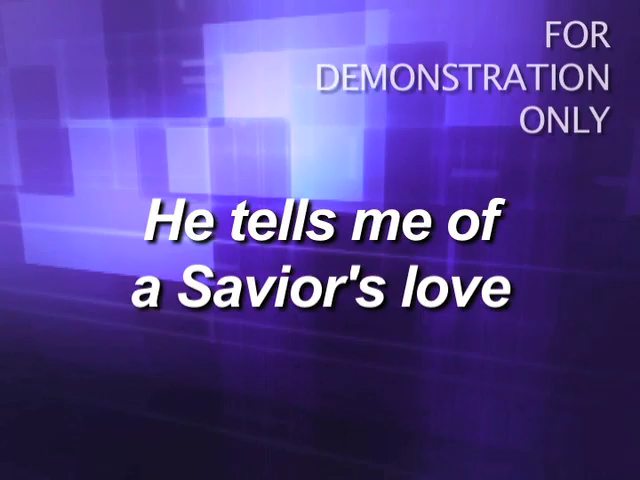 FOR
DEMONSTRATION
ONLY
He tells me of
a Savior's love